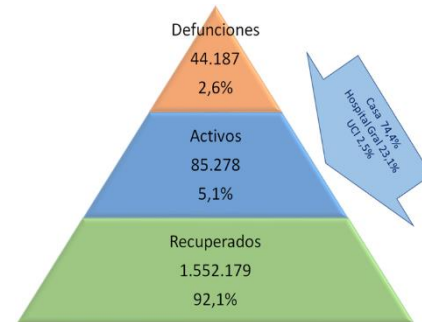 Defunciones
44.187
2,6%
Activos
85.278
5,1%
Casa 74,4%
Hospital Gral 23,1%
UCI 2,5%
Recuperados
1.552.179
92,1%